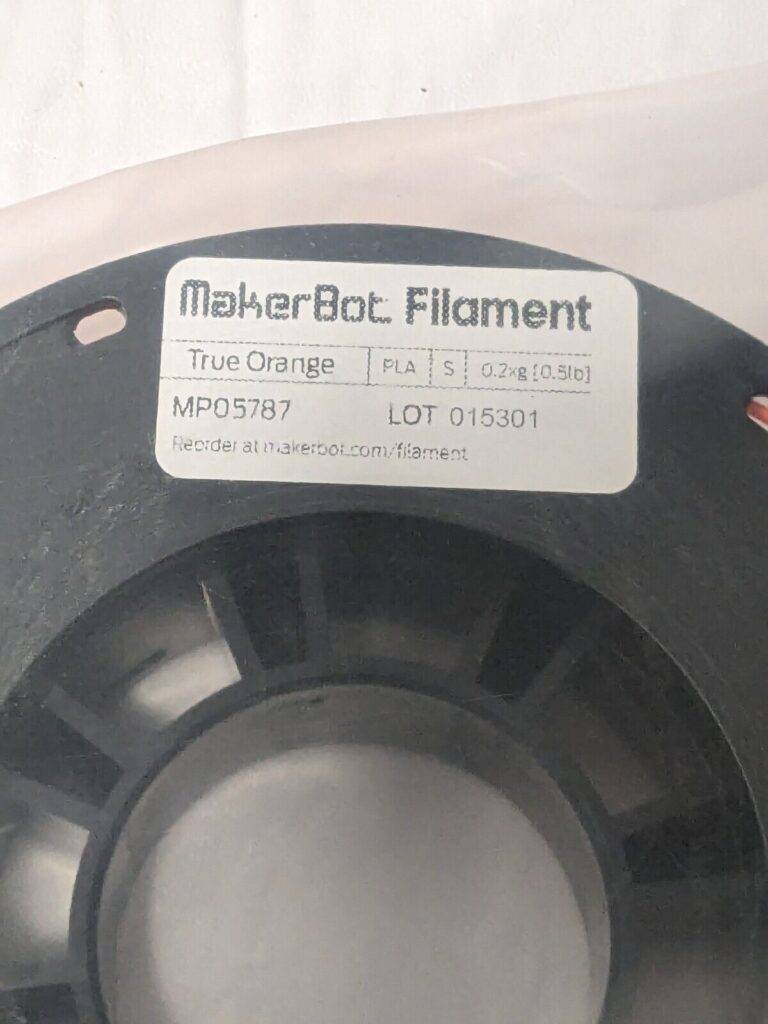 MakerBot Filament
True Orange PLA S 0.2kg [0.5lb]
MP05787 LOT 015301
Reorder at makerbot.com/filament